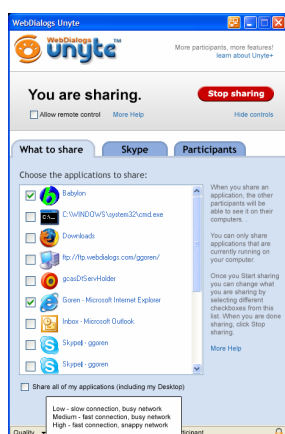 WebDialogs Unyte
WebDialogs
unyte™
More participants, more features!
learn about Unyte+
You are sharing.
Stop sharing
Allow remote control
More Help
Hide controls
What to share
Skype
Participants
Choose the applications to share:
Babylon
C:\WINDOWS\system32\cmd.exe
Downloads
ftp://ftp.webdialogs.com/ggoren/
gcasDtServHolder
Goren - Microsoft Internet Explorer
Inbox - Microsoft Outlook
Skype‖ - ggoren
Skype‖ - ggoren
When you share an
application, the other
participants will be
able to see it on their
computers. .
You can only share
applications that are
currently running on
your computer.
Once you Start sharing
you can change what
you are sharing by
selecting different
checkboxes from this
list. When you are done
sharing, click Stop
sharing.
More Help
Share all of my applications (including my Desktop)
Low - slow connection, busy network
Medium - fast connection, busy network
High - fast connection, snappy network
Quality